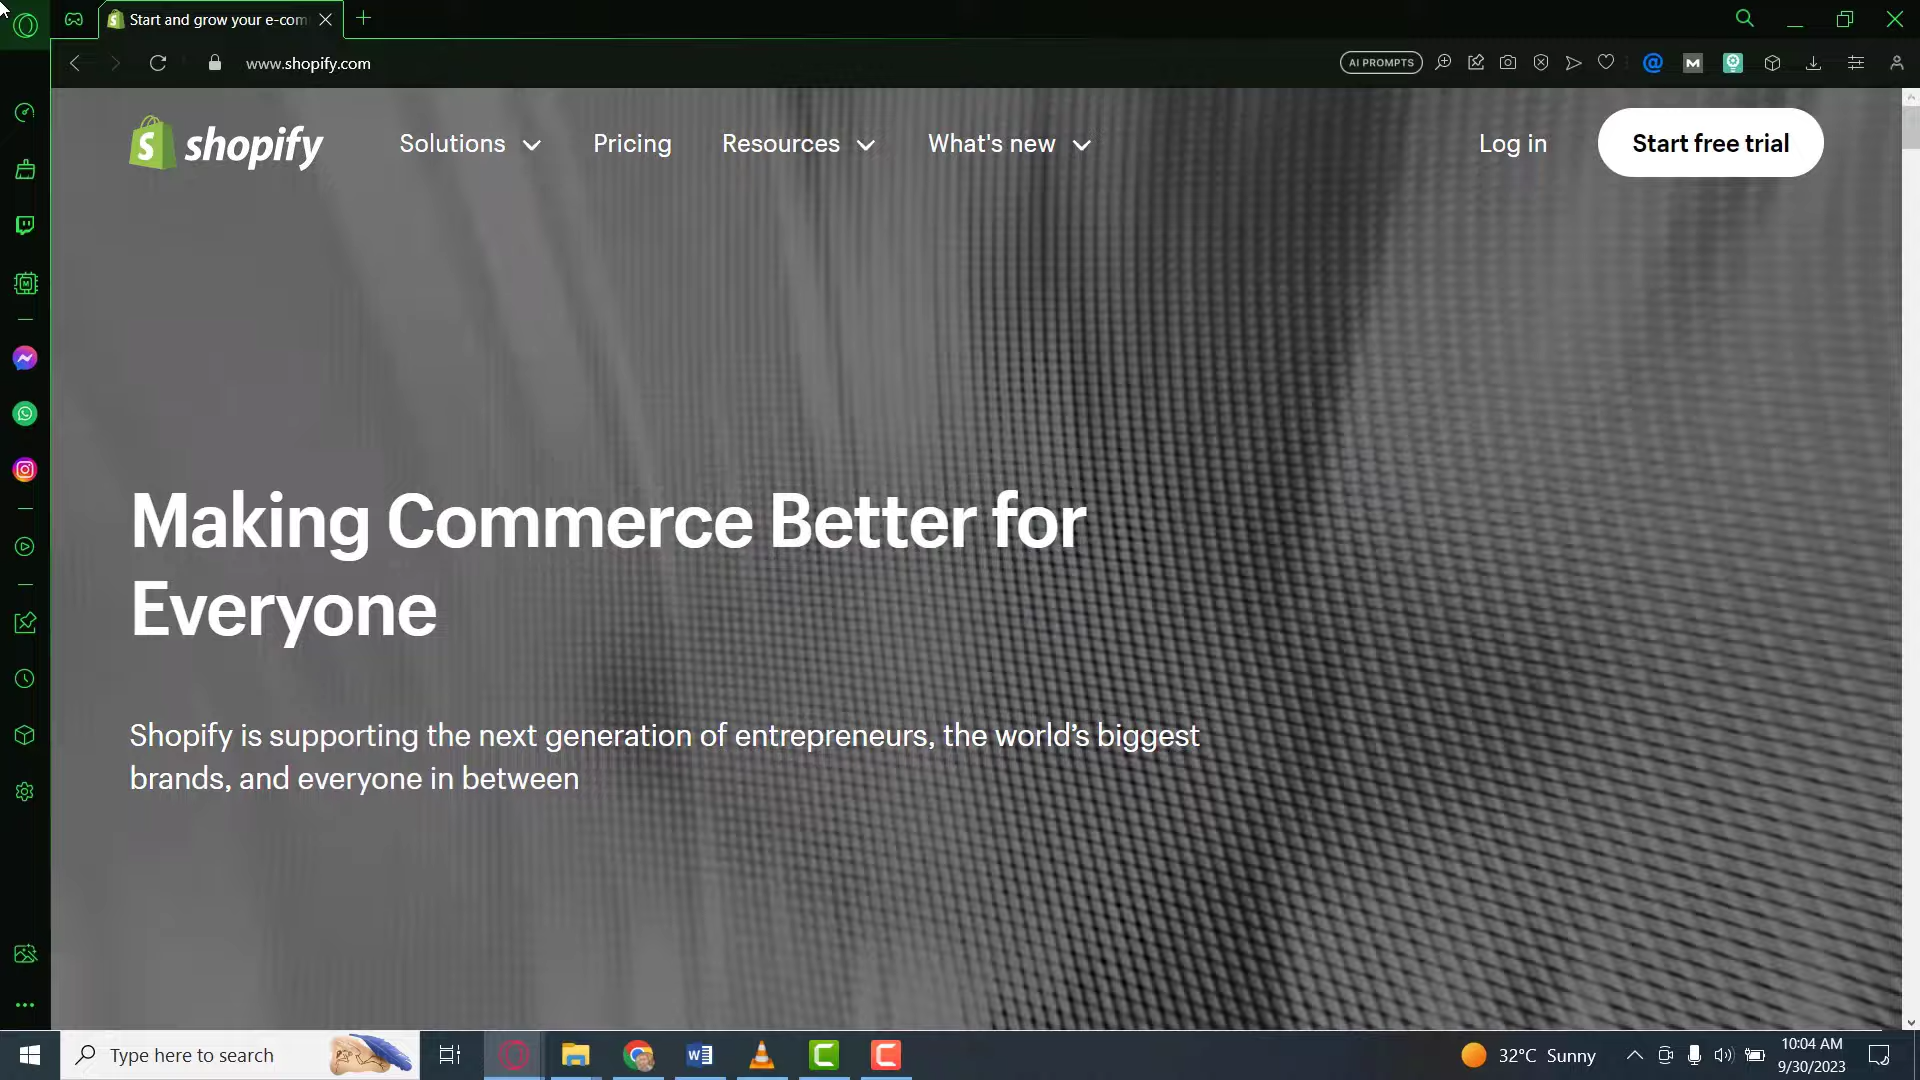 Start and grow your e-com
www.shopify.com
AI PROMPTS
shopify
Solutions
Pricing
Resources
What's new
Log in
Start free trial
Making Commerce Better for
Everyone
Shopify is supporting the next generation of entrepreneurs, the world’s biggest
brands, and everyone in between
Type here to search
32°C Sunny
10:04 AM
9/30/2023